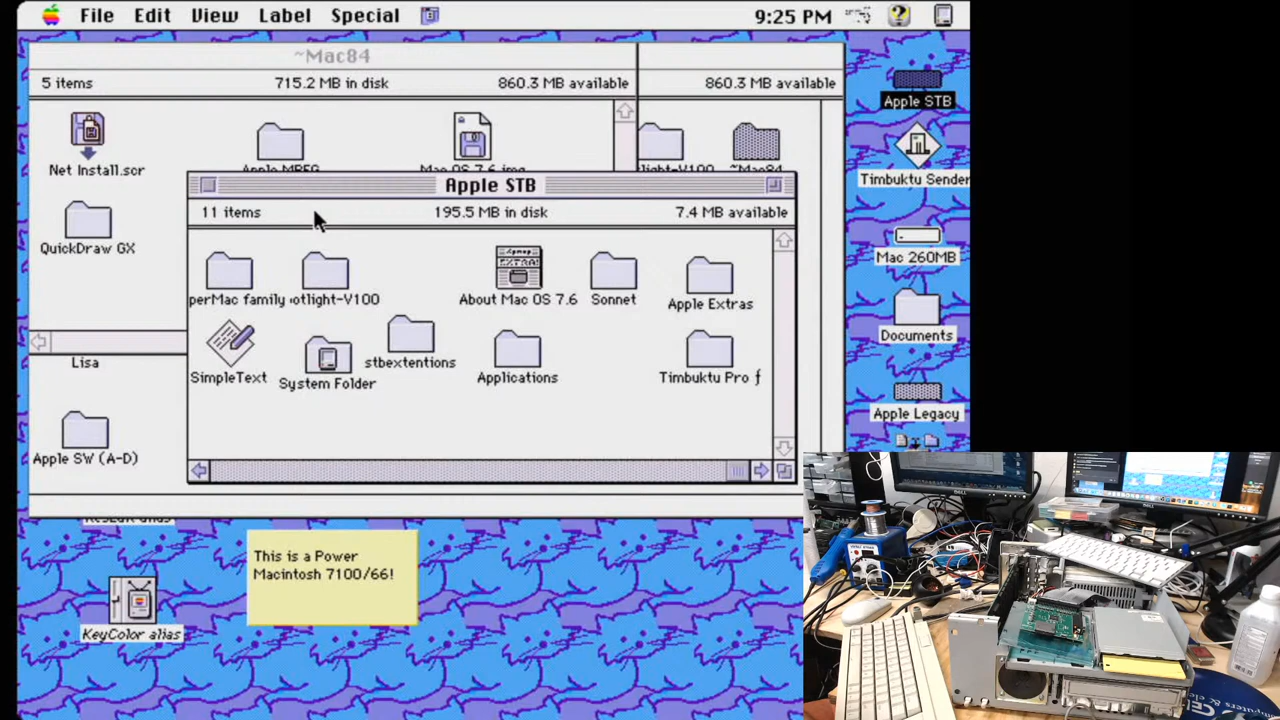 File Edit View Label Special 9:25 PM
~Mac84
5 items 715.2 MB in disk 860.3 MB available 860.3 MB available
Apple STB
Net Install.scr
Timbuktu Sender
Apple STB
11 items 195.5 MB in disk 7.4 MB available
QuickDraw GX
Mac 260MB
perMac family
otlight-V100
About Mac OS 7.6
Sonnet
Apple Extras
Documents
Lisa
SimpleText
System Folder
stbextentions
Applications
Timbuktu Pro ƒ
Apple Legacy
Apple SW (A-D)
This is a Power
Macintosh 7100/66!
KeyColor alias
DELL
DELL